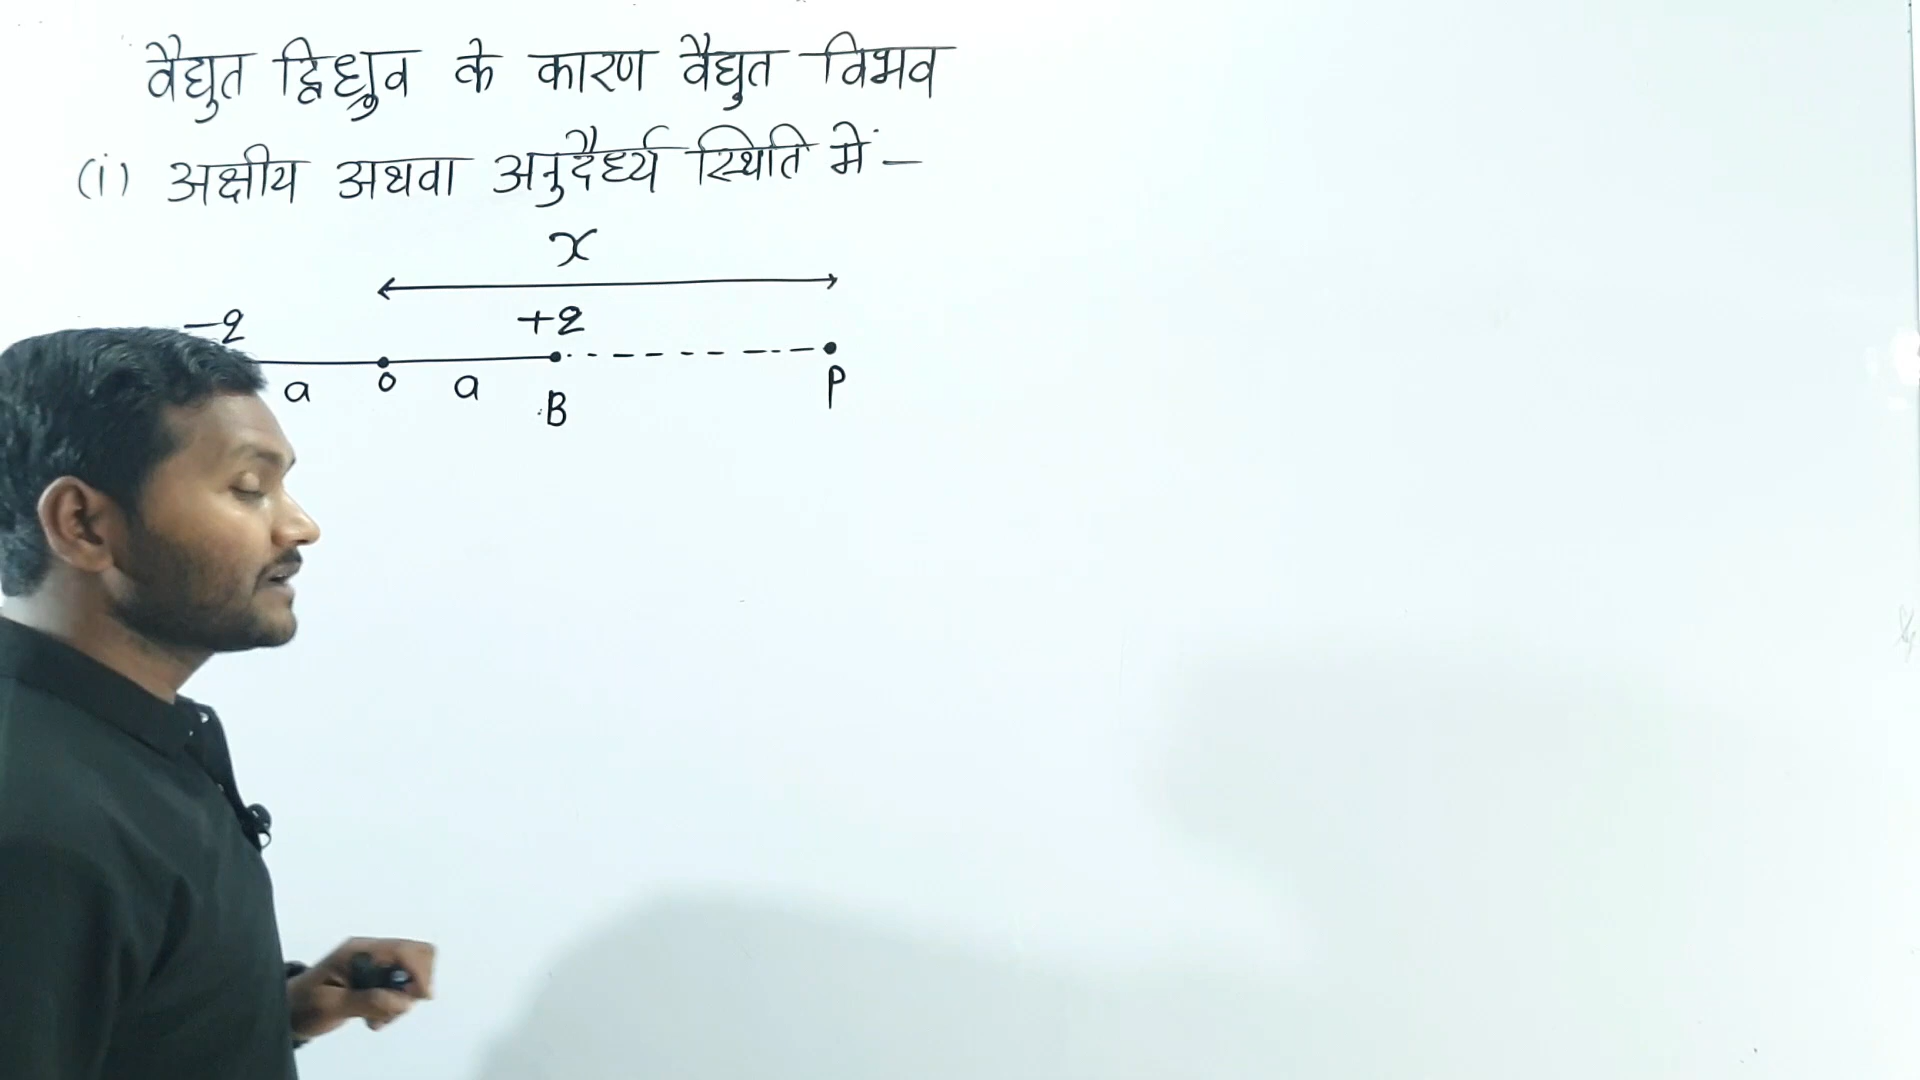 वैद्युत द्विध्रुव के कारण वैद्युत विभव
(i) अक्षीय अथवा अनुदैर्ध्य स्थिति में –
x
-q +q
a o a B P